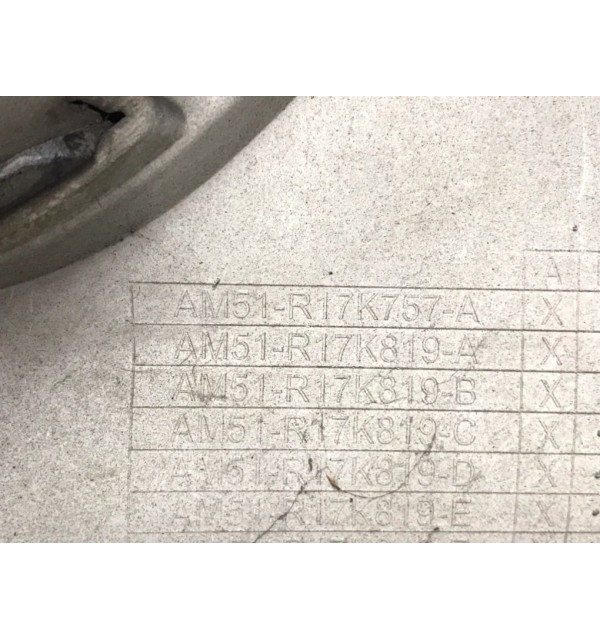 A
AM51-R17K757-A X
AM51-R17K819-A X
AM51-R17K819-B X
AM51-R17K819-C X
AM51-R17K819-D X
AM51-R17K819-E X